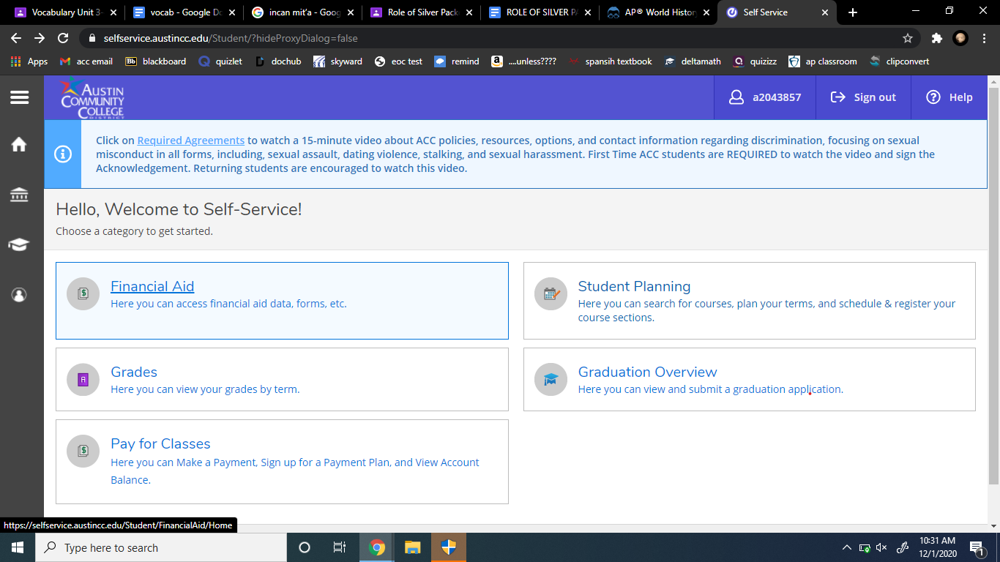 Vocabulary Unit 3-
vocab - Google Do
incan mit'a - Goog
Role of Silver Pack
ROLE OF SILVER PA
AP® World History
Self Service
selfservice.austincc.edu/Student/?hideProxyDialog=false
Apps
acc email
Bb blackboard
quizlet
dochub
skyward
eoc test
remind
....unless????
spansih textbook
deltamath
quizizz
ap classroom
clipconvert
AUSTIN
COMMUNITY
COLLEGE
DISTRICT
a2043857
Sign out
Help
Click on Required Agreements to watch a 15-minute video about ACC policies, resources, options, and contact information regarding discrimination, focusing on sexual
misconduct in all forms, including, sexual assault, dating violence, stalking, and sexual harassment. First Time ACC students are REQUIRED to watch the video and sign the
Acknowledgement. Returning students are encouraged to watch this video.
Hello, Welcome to Self-Service!
Choose a category to get started.
Financial Aid
Here you can access financial aid data, forms, etc.
Student Planning
Here you can search for courses, plan your terms, and schedule & register your
course sections.
Grades
Here you can view your grades by term.
Graduation Overview
Here you can view and submit a graduation application.
Pay for Classes
Here you can Make a Payment, Sign up for a Payment Plan, and View Account
Balance.
https://selfservice.austincc.edu/Student/FinancialAid/Home
Type here to search
10:31 AM
12/1/2020
1